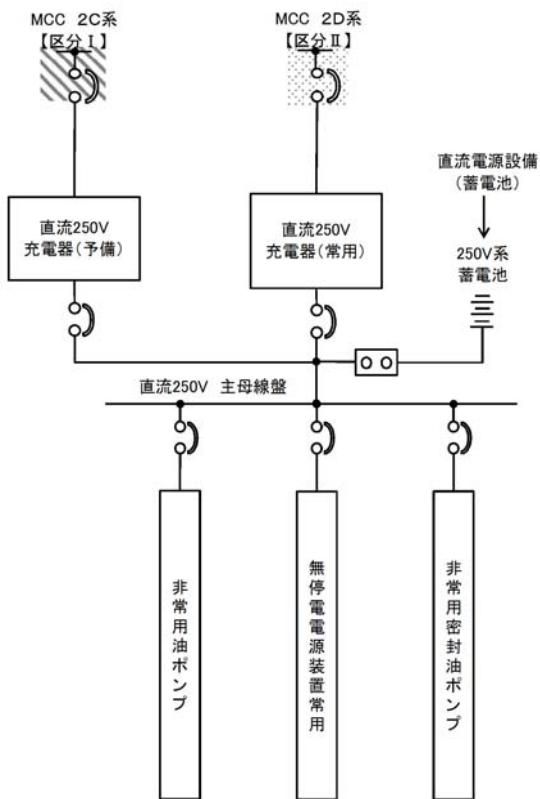 MCC 2C系
【区分Ⅰ】
MCC 2D系
【区分Ⅱ】
直流電源設備
(蓄電池)
250V系
蓄電池
直流250V
充電器(予備)
直流250V
充電器(常用)
直流250V 主母線盤
非常用油ポンプ
無停電電源装置常用
非常用密封油ポンプ